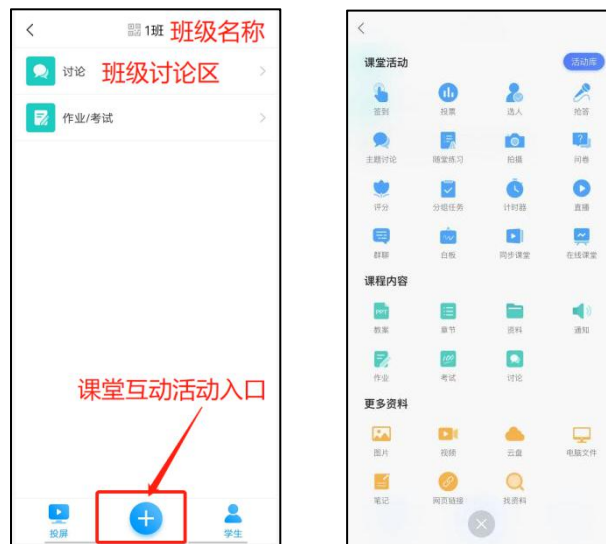 1班 班级名称
讨论 班级讨论区
作业/考试
课堂互动活动入口
投屏
学生
课堂活动
活动库
签到 投票 选人 抢答
主题讨论 随堂练习 拍摄 问卷
评分 分组任务 计时器 直播
群聊 白板 同步课堂 在线课堂
课程内容
PPT
100
教案 章节 资料 通知
作业 考试 讨论
更多资料
图片 视频 云盘 电脑文件
笔记 网页链接 找资料